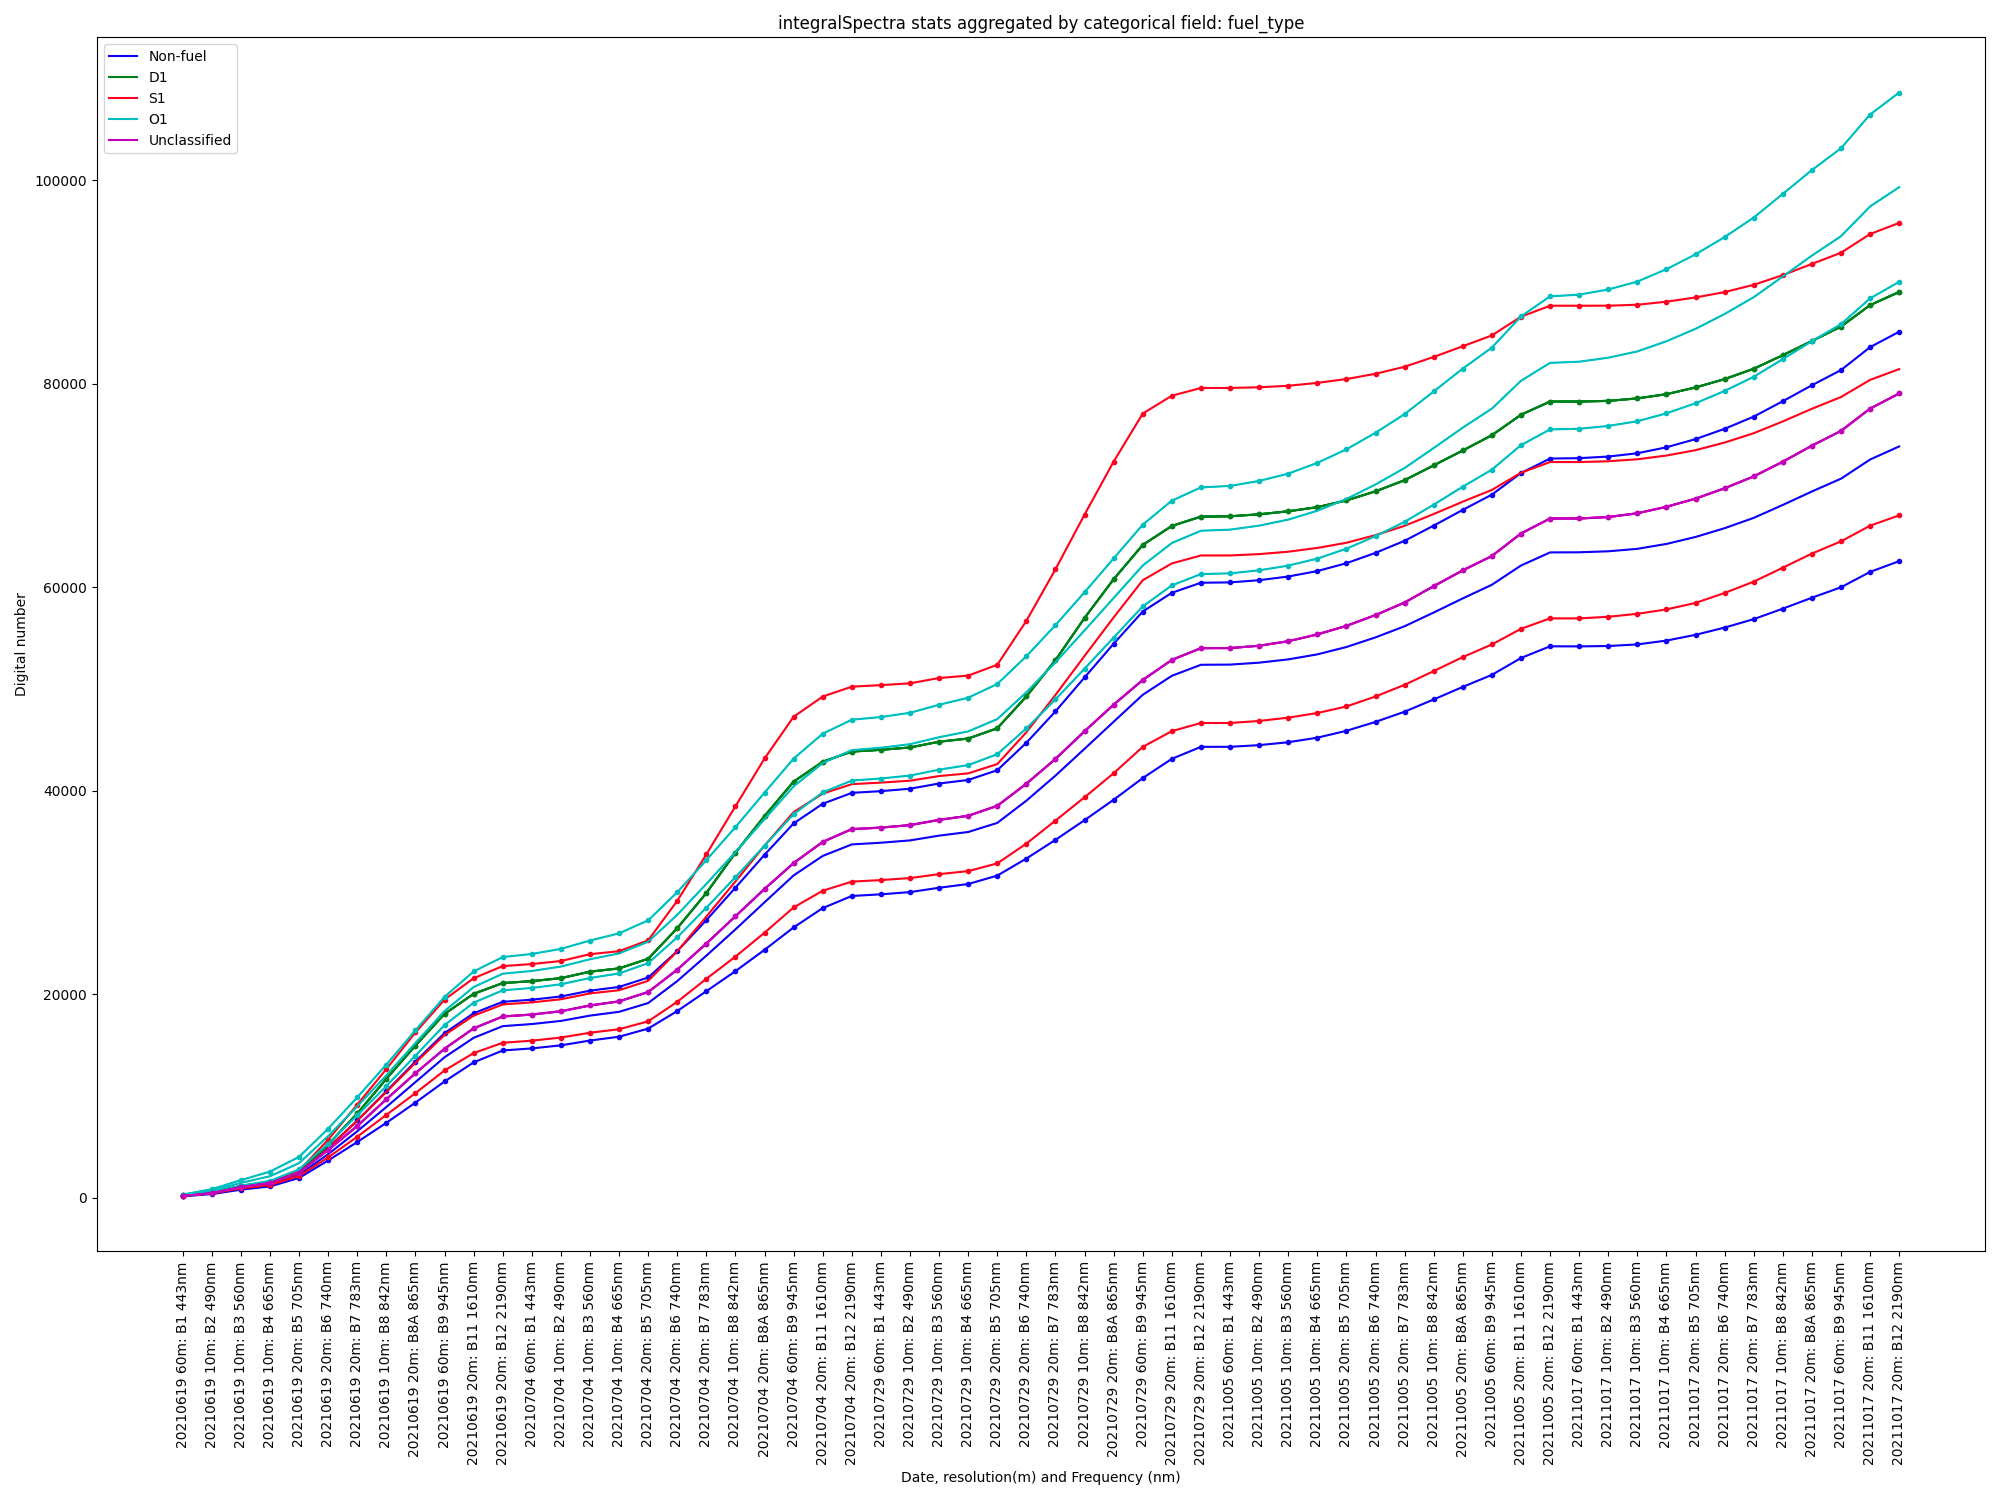 integralSpectra stats aggregated by categorical field: fuel_type
Non-fuel
D1
S1
O1
Unclassified
100000
80000
60000
40000
20000
0
Digital number
20210619 60m: B1 443nm
20210619 10m: B2 490nm
20210619 10m: B3 560nm
20210619 10m: B4 665nm
20210619 20m: B5 705nm
20210619 20m: B6 740nm
20210619 20m: B7 783nm
20210619 10m: B8 842nm
20210619 20m: B8A 865nm
20210619 60m: B9 945nm
20210619 20m: B11 1610nm
20210619 20m: B12 2190nm
20210704 60m: B1 443nm
20210704 10m: B2 490nm
20210704 10m: B3 560nm
20210704 10m: B4 665nm
20210704 20m: B5 705nm
20210704 20m: B6 740nm
20210704 20m: B7 783nm
20210704 10m: B8 842nm
20210704 20m: B8A 865nm
20210704 60m: B9 945nm
20210704 20m: B11 1610nm
20210704 20m: B12 2190nm
20210729 60m: B1 443nm
20210729 10m: B2 490nm
20210729 10m: B3 560nm
20210729 10m: B4 665nm
20210729 20m: B5 705nm
20210729 20m: B6 740nm
20210729 20m: B7 783nm
20210729 10m: B8 842nm
20210729 20m: B8A 865nm
20210729 60m: B9 945nm
20210729 20m: B11 1610nm
20210729 20m: B12 2190nm
20211005 60m: B1 443nm
20211005 10m: B2 490nm
20211005 10m: B3 560nm
20211005 10m: B4 665nm
20211005 20m: B5 705nm
20211005 20m: B6 740nm
20211005 20m: B7 783nm
20211005 10m: B8 842nm
20211005 20m: B8A 865nm
20211005 60m: B9 945nm
20211005 20m: B11 1610nm
20211005 20m: B12 2190nm
20211017 60m: B1 443nm
20211017 10m: B2 490nm
20211017 10m: B3 560nm
20211017 10m: B4 665nm
20211017 20m: B5 705nm
20211017 20m: B6 740nm
20211017 20m: B7 783nm
20211017 10m: B8 842nm
20211017 20m: B8A 865nm
20211017 60m: B9 945nm
20211017 20m: B11 1610nm
20211017 20m: B12 2190nm
Date, resolution(m) and Frequency (nm)